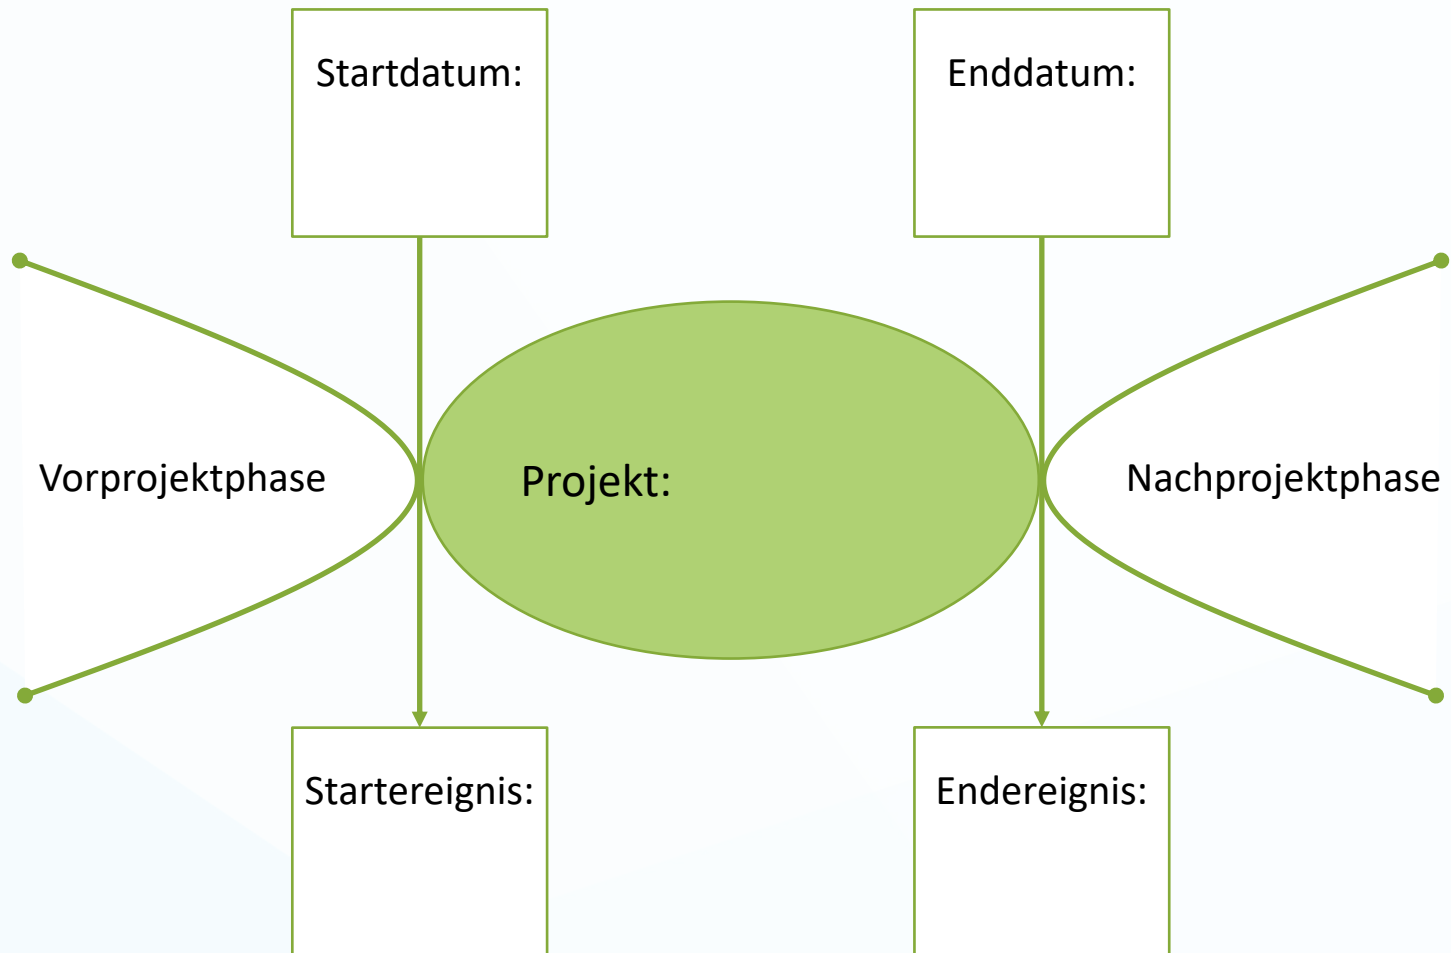 Startdatum:
Enddatum:
Vorprojektphase
Projekt:
Nachprojektphase
Startereignis:
Endereignis: